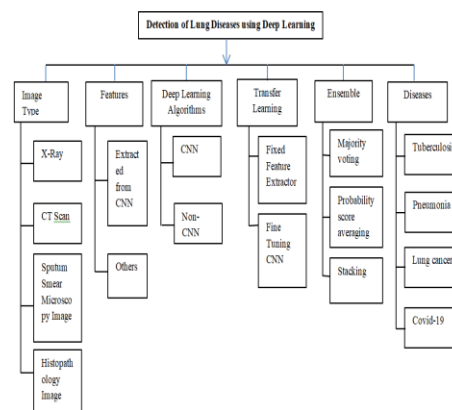 Detection of Lung Diseases using Deep Learning
Image
Type
Features
Deep Learning
Algorithms
Transfer
Learning
Ensemble
Diseases
X-Ray
CT Scan
Sputum
Smear
Microsco
py Image
Histopath
ology
Image
Extract
ed
from
CNN
Others
CNN
Non-
CNN
Fixed
Feature
Extractor
Fine
Tuning
CNN
Majority
voting
Probability
score
averaging
Stacking
Tuberculosi
Pneumonia
Lung cancer
Covid-19